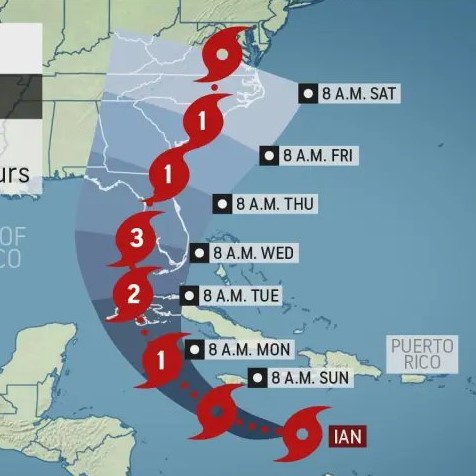 1
8 A.M. SAT
8 A.M. FRI
1
urs
8 A.M. THU
OF
CO
3
8 A.M. WED
2
8 A.M. TUE
1
8 A.M. MON
PUERTO
RICO
8 A.M. SUN
IAN